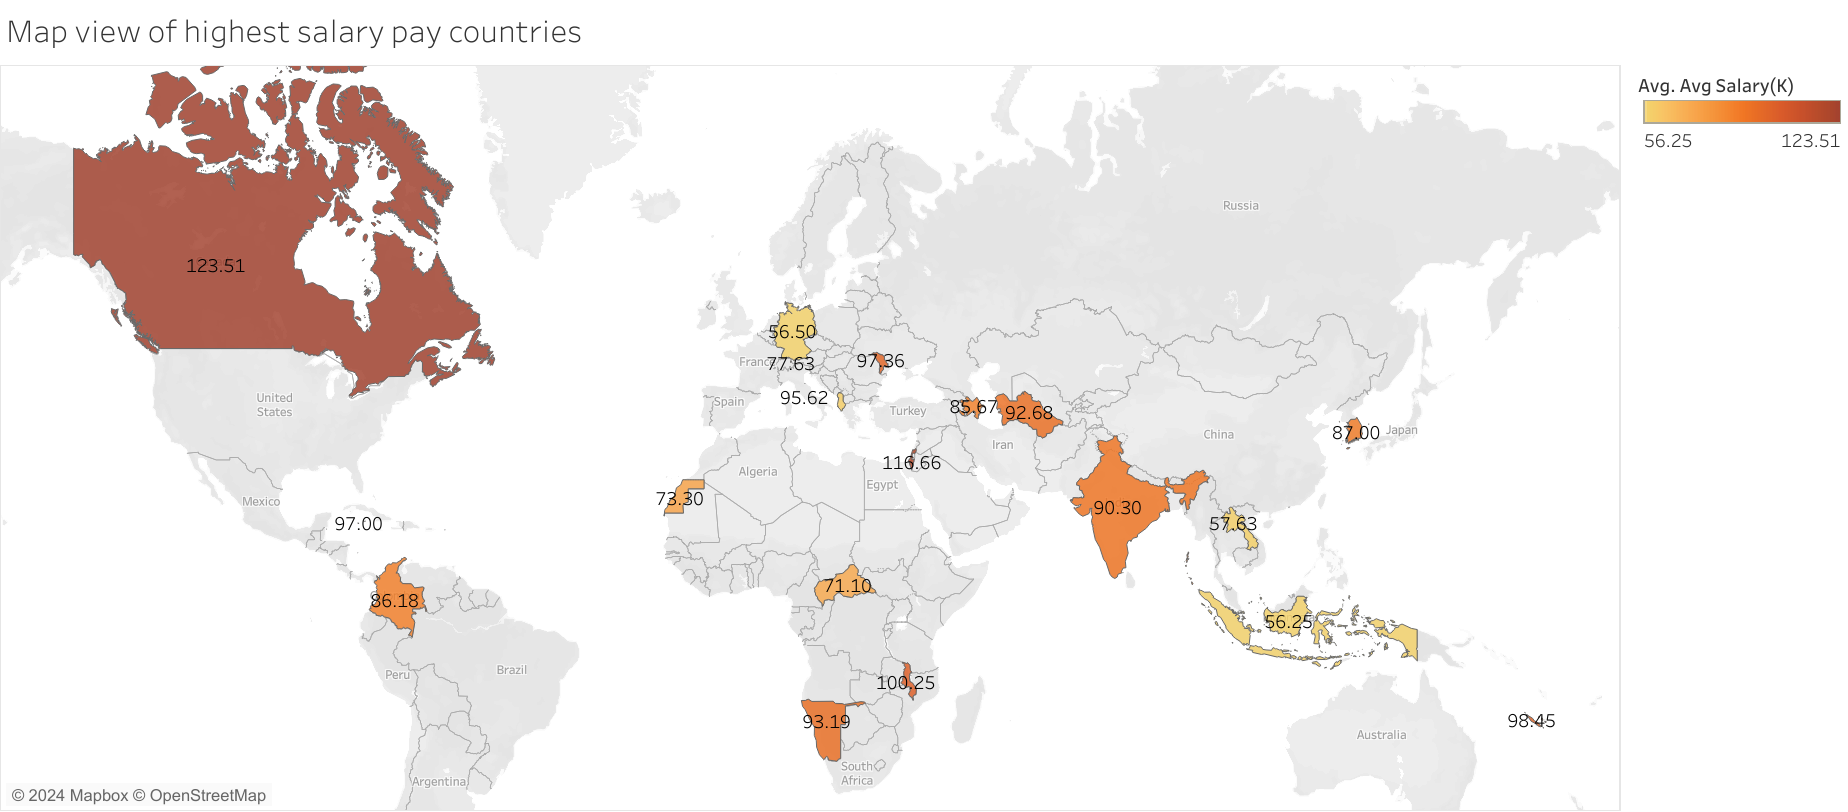 Map view of highest salary pay countries
Avg. Avg Salary(K)
56.25 123.51
Russia
123.51
56.50
Franc
77.63
97.36
United
States
Spain
95.62
Turkey
85.67
92.68
Iran
China
87.00
Japan
116.66
Algeria
Egypt
Mexico
73.30
90.30
97.00
57.63
86.18
71.10
56.25
Brazil
Peru
100.25
93.19
98.45
Australia
South
Africa
Argentina
© 2024 Mapbox © OpenStreetMap